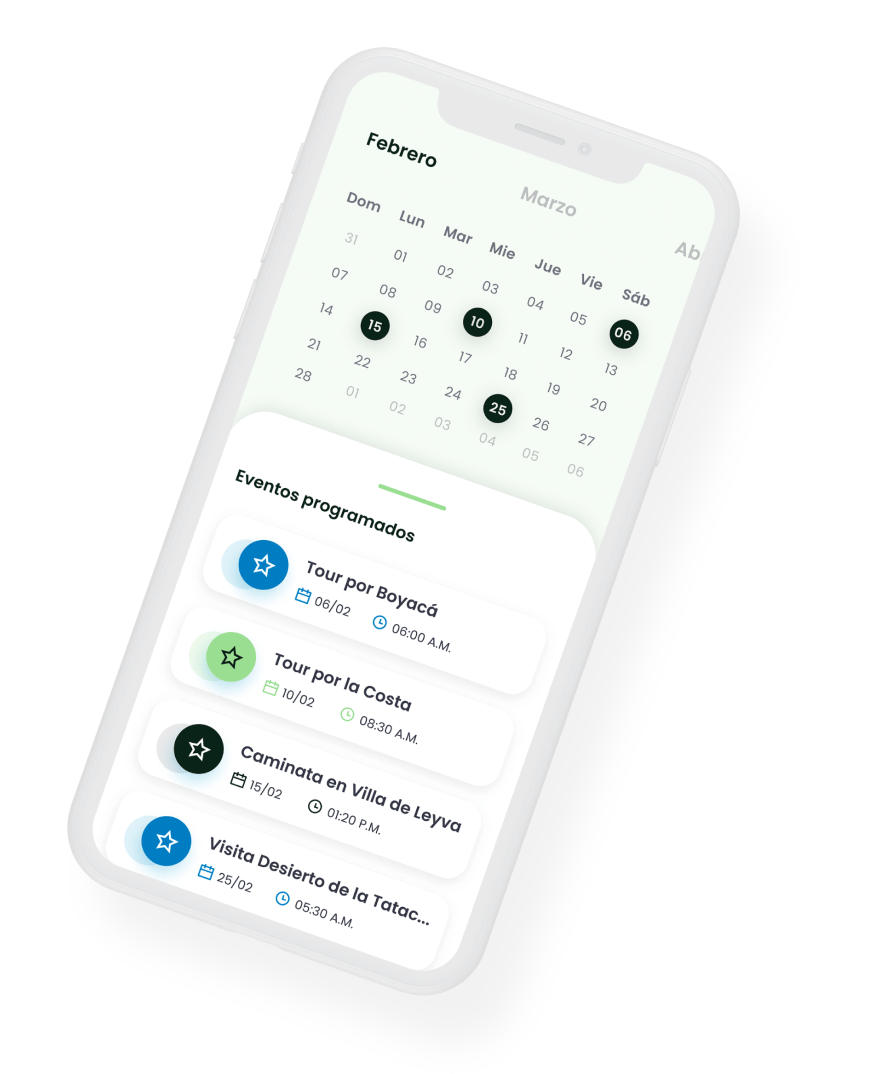 Febrero Marzo Ab
Dom Lun Mar Mie Jue Vie Sáb
31 01 02 03 04 05 06
07 08 09 10 11 12 13
14 15 16 17 18 19 20
21 22 23 24 25 26 27
28 01 02 03 04 05 06
Eventos programados
Tour por Boyacá
06/02 06:00 A.M.
Tour por la Costa
10/02 08:30 A.M.
Caminata en Villa de Leyva
15/02 01:20 P.M.
Visita Desierto de la Tatac...
25/02 05:30 A.M.